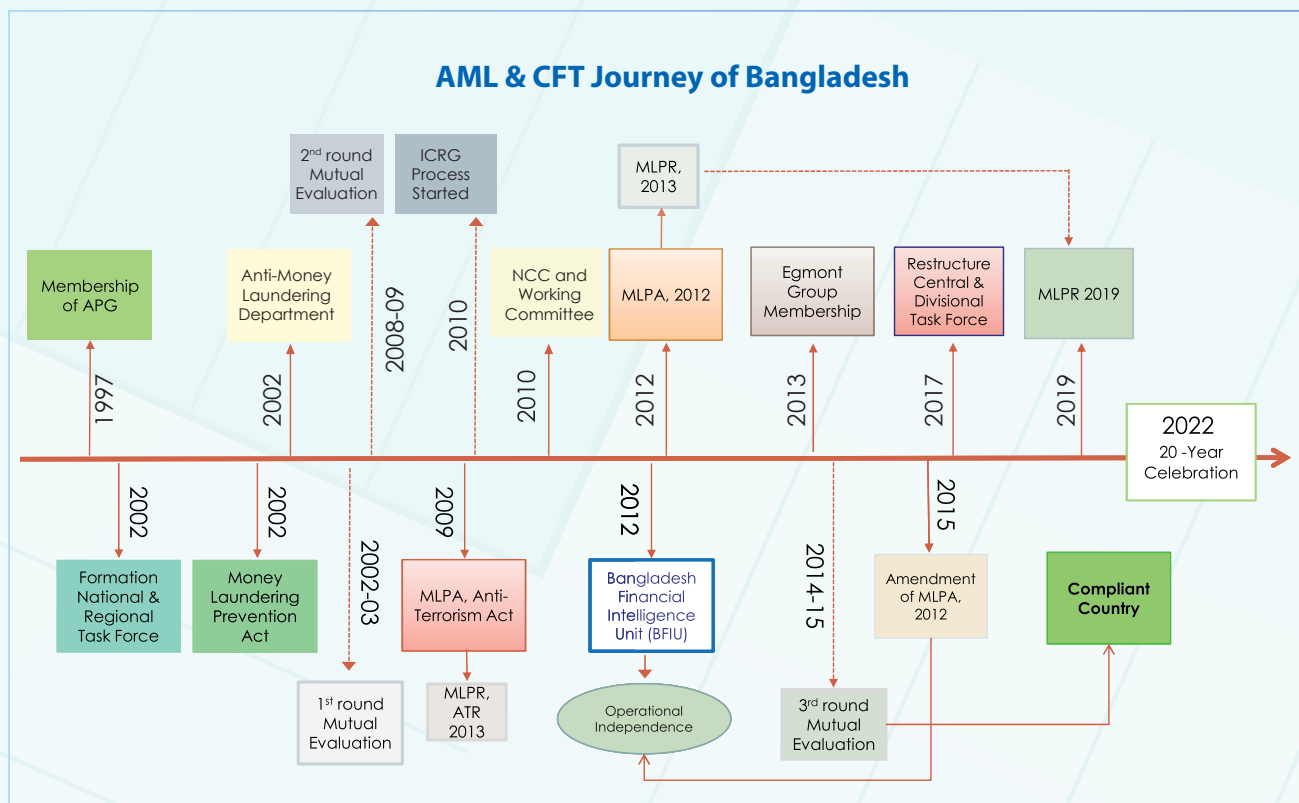 AML & CFT Journey of Bangladesh
2nd round
Mutual
Evaluation
ICRG
Process
Started
MLPR,
2013
Membership
of APG
Anti-Money
Laundering
Department
NCC and
Working
Committee
MLPA, 2012
Egmont
Group
Membership
Restructure
Central &
Divisional
Task Force
MLPR 2019
1997
2002
2008-09
2010
2010
2012
2013
2017
2019
2022
20 -Year
Celebration
2002
2002
2002-03
2009
2012
2014-15
2015
Formation
National &
Regional
Task Force
Money
Laundering
Prevention
Act
MLPA, Anti-
Terrorism Act
Bangladesh
Financial
Intelligence
Unit (BFIU)
Amendment
of MLPA,
2012
Compliant
Country
1st round
Mutual
Evaluation
MLPR,
ATR
2013
Operational
Independence
3rd round
Mutual
Evaluation